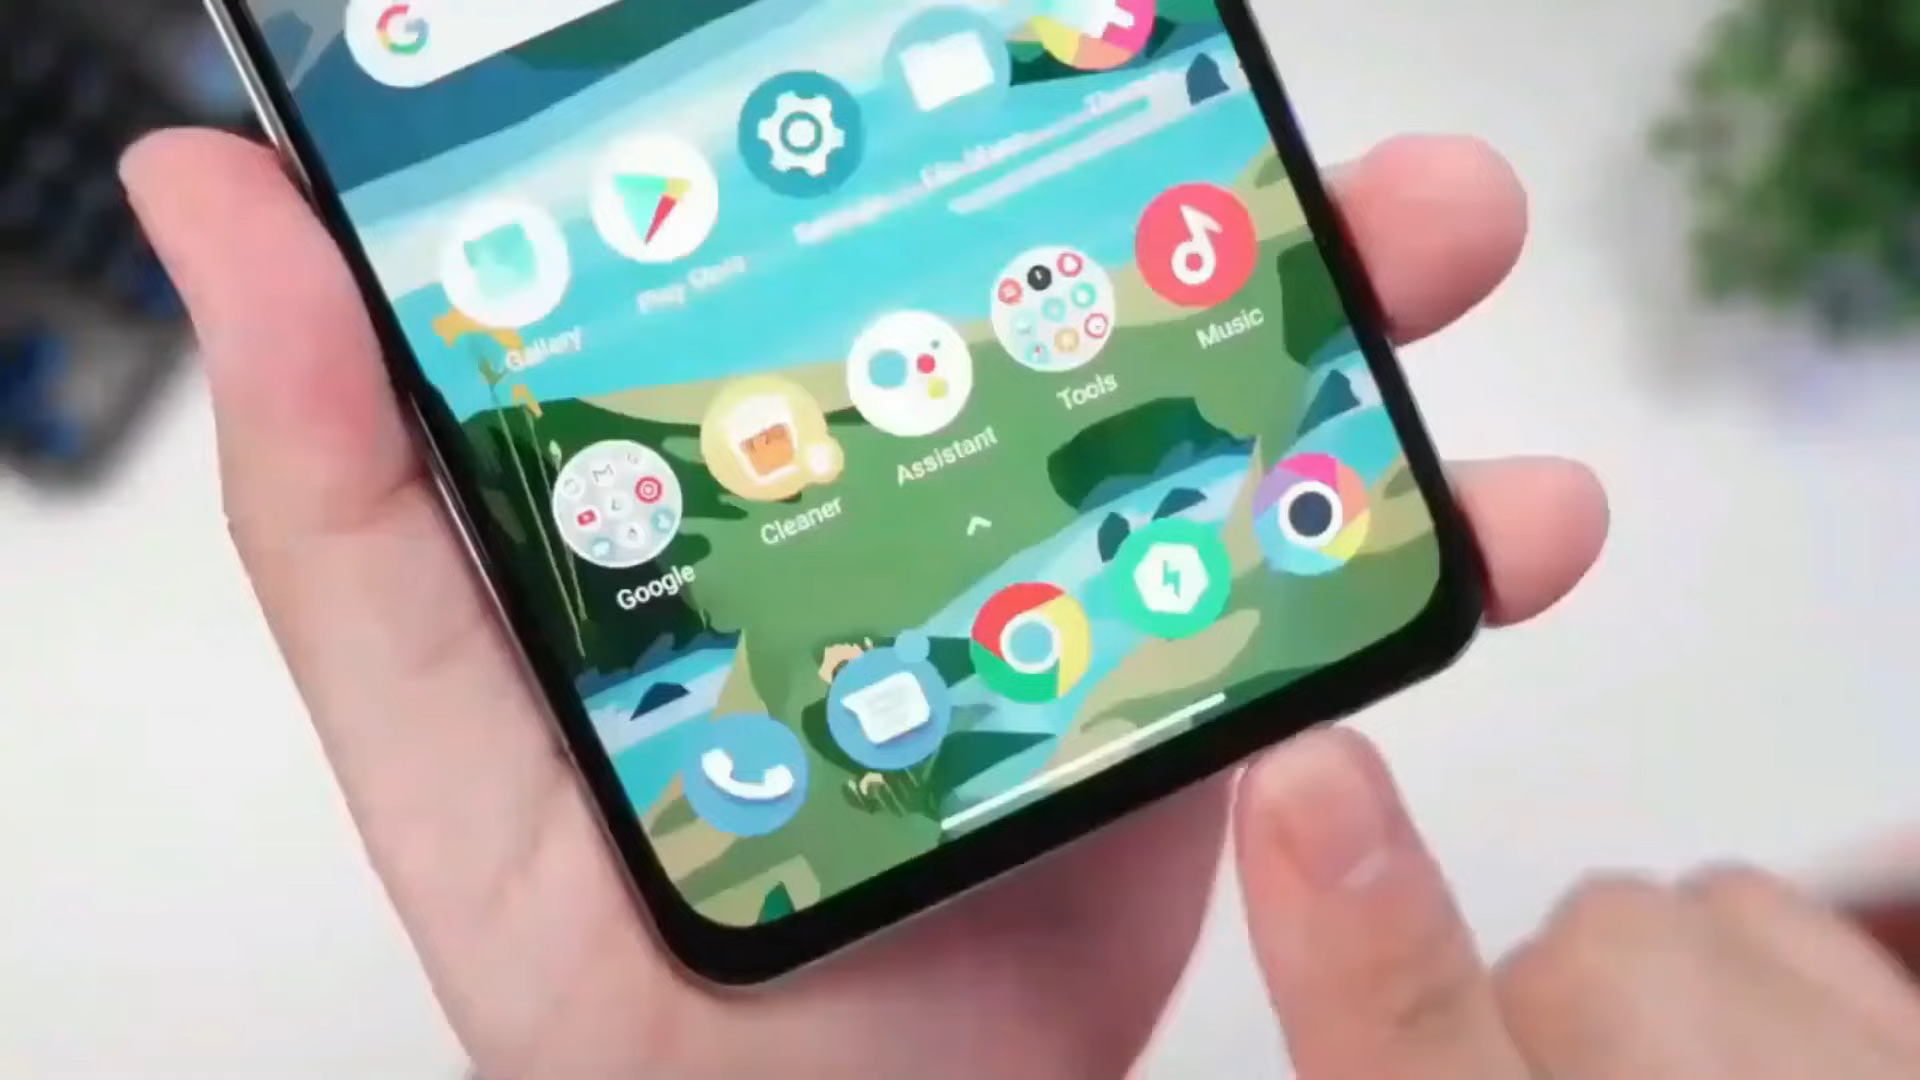 Gallery
Play Store
Music
Tools
Assistant
Cleaner
Google